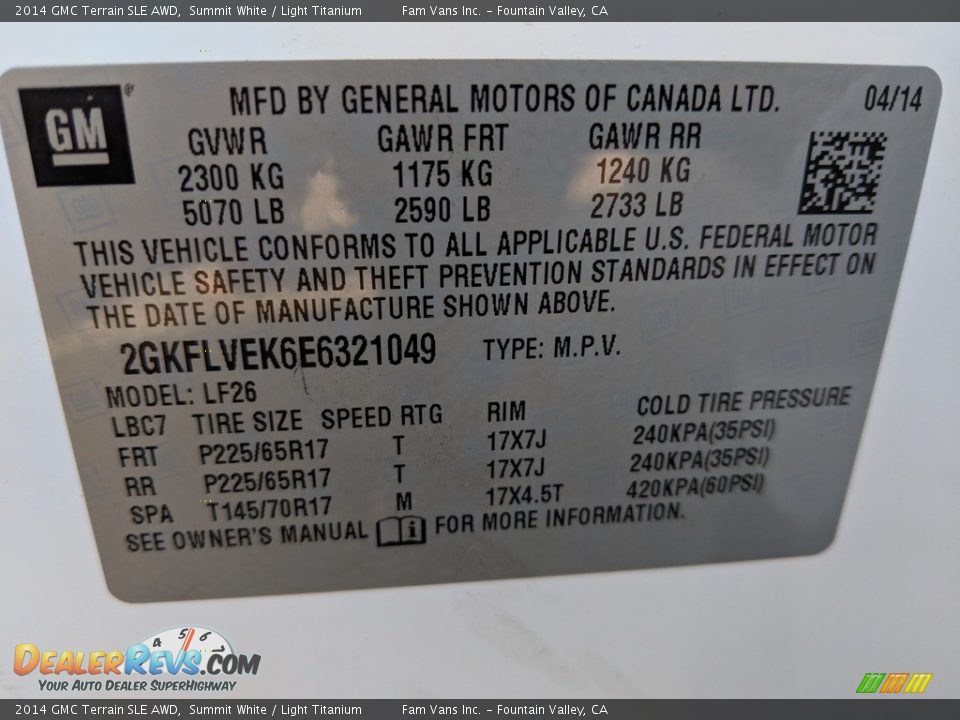 2014 GMC Terrain SLE AWD, Summit White / Light Titanium Fam Vans Inc. - Fountain Valley, CA
GM
MFD BY GENERAL MOTORS OF CANADA LTD. 04/14
GVWR GAWR FRT GAWR RR
2300 KG 1175 KG 1240 KG
5070 LB 2590 LB 2733 LB
THIS VEHICLE CONFORMS TO ALL APPLICABLE U.S. FEDERAL MOTOR
VEHICLE SAFETY AND THEFT PREVENTION STANDARDS IN EFFECT ON
THE DATE OF MANUFACTURE SHOWN ABOVE.
2GKFLVEK6E6321049 TYPE: M.P.V.
MODEL: LF26
LBC7 TIRE SIZE SPEED RTG RIM COLD TIRE PRESSURE
FRT P225/65R17 T 17X7J 240KPA(35PSI)
RR P225/65R17 T 17X7J 240KPA(35PSI)
SPA T145/70R17 M 17X4.5T 420KPA(60PSI)
SEE OWNER'S MANUAL i FOR MORE INFORMATION.
4 5 6
DEALERREVS.COM
YOUR AUTO DEALER SUPERHIGHWAY
2014 GMC Terrain SLE AWD, Summit White / Light Titanium Fam Vans Inc. - Fountain Valley, CA